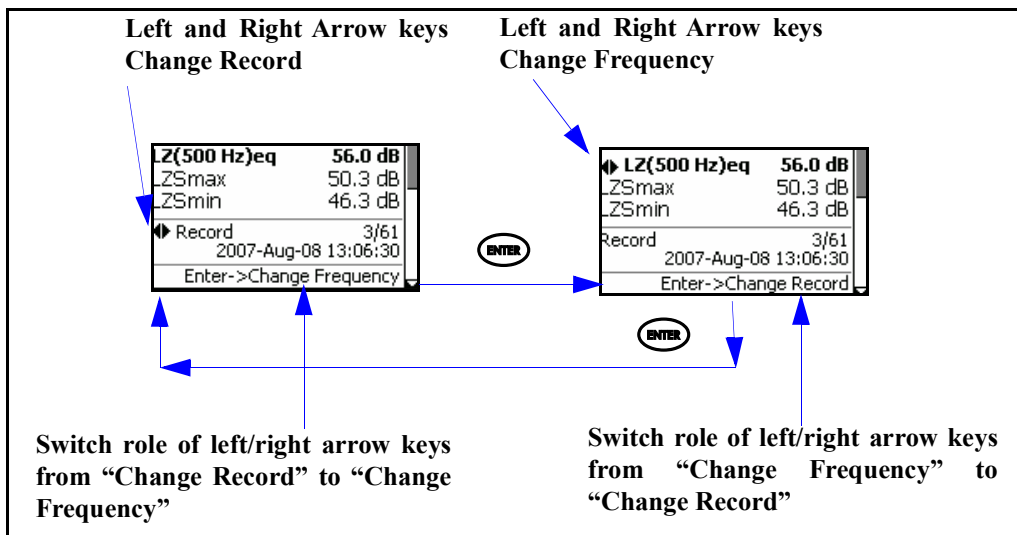 Left and Right Arrow keys
Change Record
Left and Right Arrow keys
Change Frequency
LZ(500 Hz)eq 56.0 dB
LZSmax 50.3 dB
LZSmin 46.3 dB
Record 3/61
2007-Aug-08 13:06:30
Enter->Change Frequency
ENTER
LZ(500 Hz)eq 56.0 dB
LZSmax 50.3 dB
LZSmin 46.3 dB
Record 3/61
2007-Aug-08 13:06:30
Enter->Change Record
ENTER
Switch role of left/right arrow keys
from “Change Record” to “Change
Frequency”
Switch role of left/right arrow keys
from “Change Frequency” to
“Change Record”